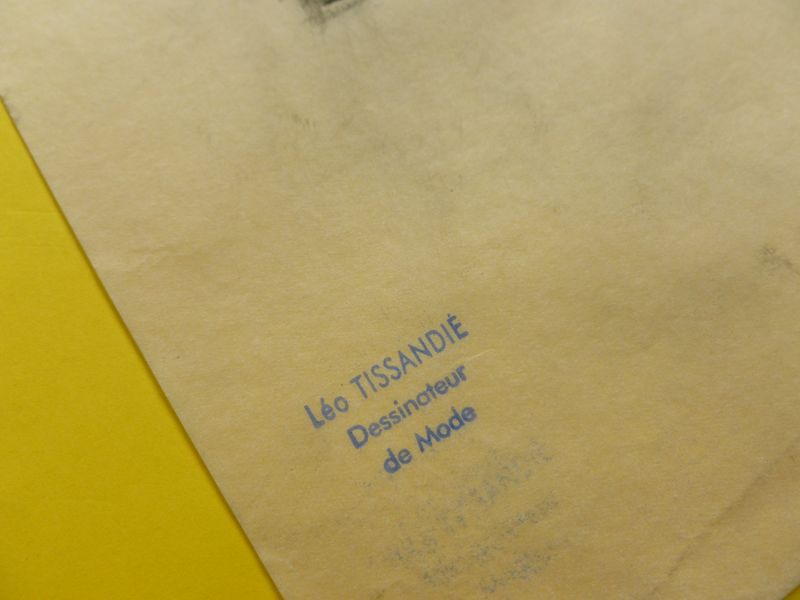 Léo TISSANDIÉ
Dessinateur
de Mode